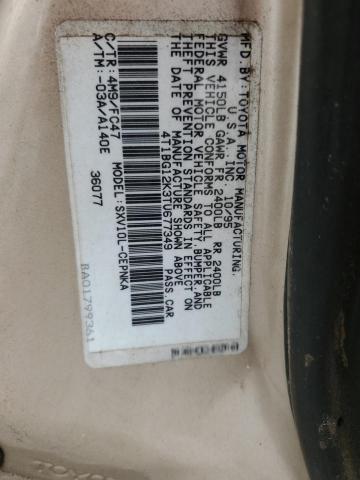 MFD. BY: TOYOTA MOTOR MANUFACTURING,
U.S.A., INC. 10/95
GVWR 4150LB GAWR FR 2400LB RR 2400LB
THIS VEHICLE CONFORMS TO ALL APPLICABLE
FEDERAL MOTOR VEHICLE SAFETY, BUMPER, AND
THEFT PREVENTION STANDARDS IN EFFECT ON
THE DATE OF MANUFACTURE SHOWN ABOVE.
4T1BG12K3TU677349 PASS.CAR
C/TR: 4M9/FC47 MODEL: SXV10L-CEPNKA
A/TM: -03A/A140E 36077
BA01799361
TOYO